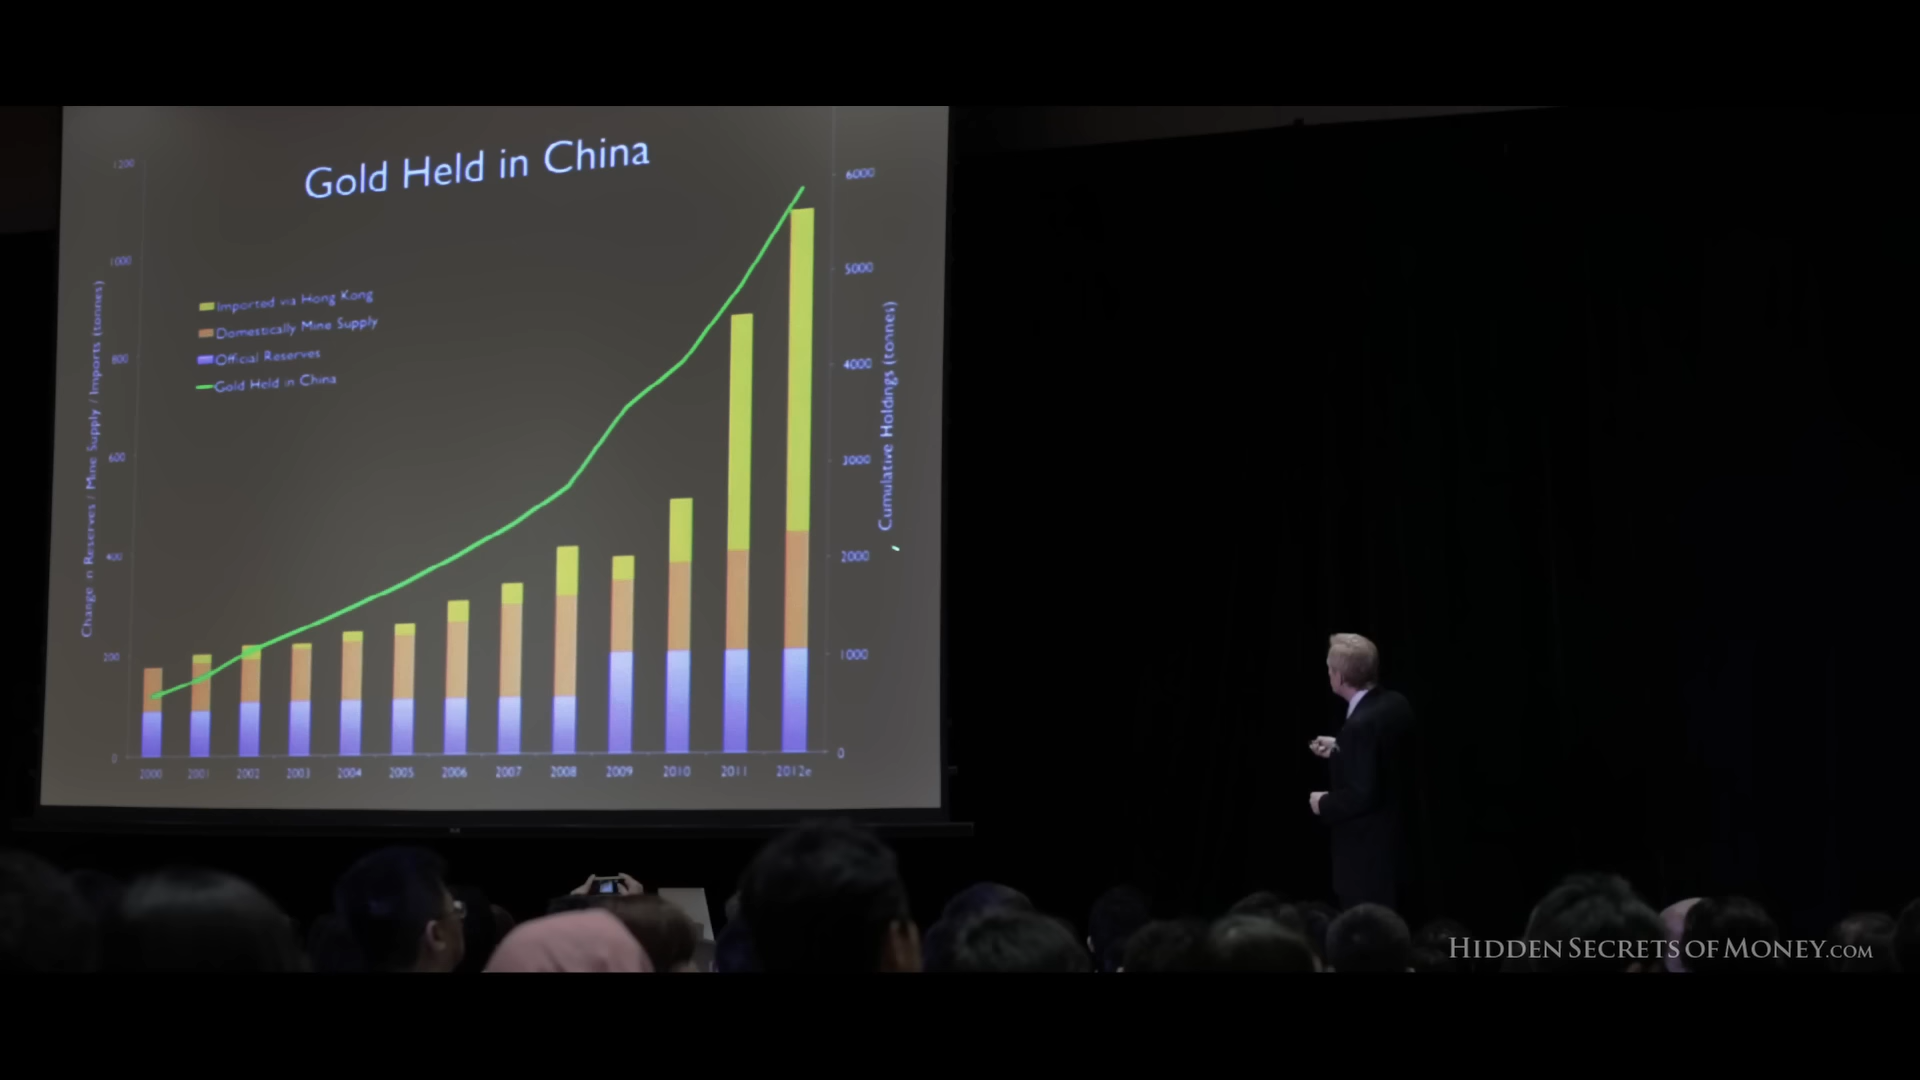 Gold Held in China
1200
1000
800
600
400
200
0
Change in Reserves / Mine Supply / Imports (tonnes)
Imported via Hong Kong
Domestically Mine Supply
Official Reserves
Gold Held in China
6000
5000
4000
3000
2000
1000
0
Cumulative Holdings (tonnes)
2000 2001 2002 2003 2004 2005 2006 2007 2008 2009 2010 2011 2012e
HIDDEN SECRETS OF MONEY.COM